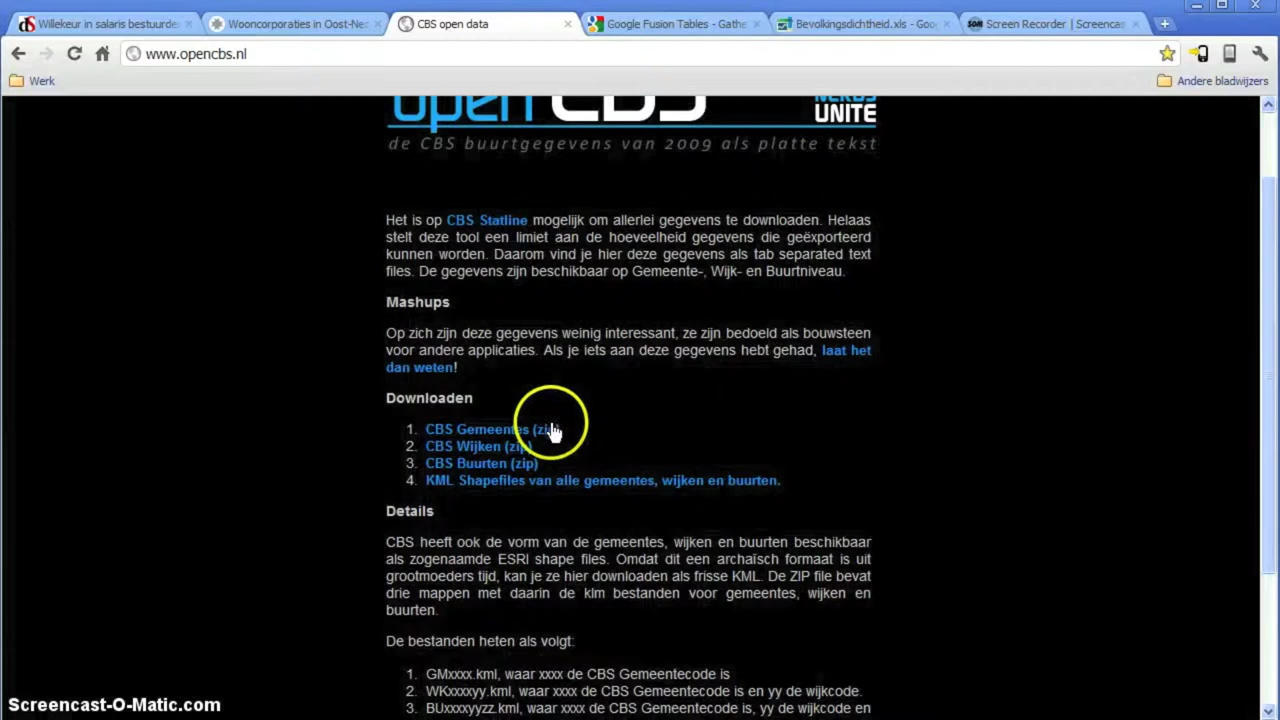 Willekeur in salaris bestuurde
Wooncorporaties in Oost-Ne
CBS open data
Google Fusion Tables - Gathe
Bevolkingsdichtheid.xls - Goo
Screen Recorder | Screencas
www.opencbs.nl
Werk
Andere bladwijzers
open CBS
NERDS
UNITE
de CBS buurtgegevens van 2009 als platte tekst
Het is op CBS Statline mogelijk om allerlei gegevens te downloaden. Helaas
stelt deze tool een limiet aan de hoeveelheid gegevens die geëxporteerd
kunnen worden. Daarom vind je hier deze gegevens als tab separated text
files. De gegevens zijn beschikbaar op Gemeente-, Wijk- en Buurtniveau.
Mashups
Op zich zijn deze gegevens weinig interessant, ze zijn bedoeld als bouwsteen
voor andere applicaties. Als je iets aan deze gegevens hebt gehad, laat het
dan weten!
Downloaden
1. CBS Gemeentes (zip)
2. CBS Wijken (zip)
3. CBS Buurten (zip)
4. KML Shapefiles van alle gemeentes, wijken en buurten.
Details
CBS heeft ook de vorm van de gemeentes, wijken en buurten beschikbaar
als zogenaamde ESRI shape files. Omdat dit een archaïsch formaat is uit
grootmoeders tijd, kan je ze hier downloaden als frisse KML. De ZIP file bevat
drie mappen met daarin de klm bestanden voor gemeentes, wijken en
buurten.
De bestanden heten als volgt:
1. GMxxxx.kml, waar xxxx de CBS Gemeentecode is
2. WKxxxxyy.kml, waar xxxx de CBS Gemeentecode is en yy de wijkcode.
3. BUxxxxyyzz.kml, waar xxxx de CBS Gemeentecode is, yy de wijkcode en
Screencast-O-Matic.com